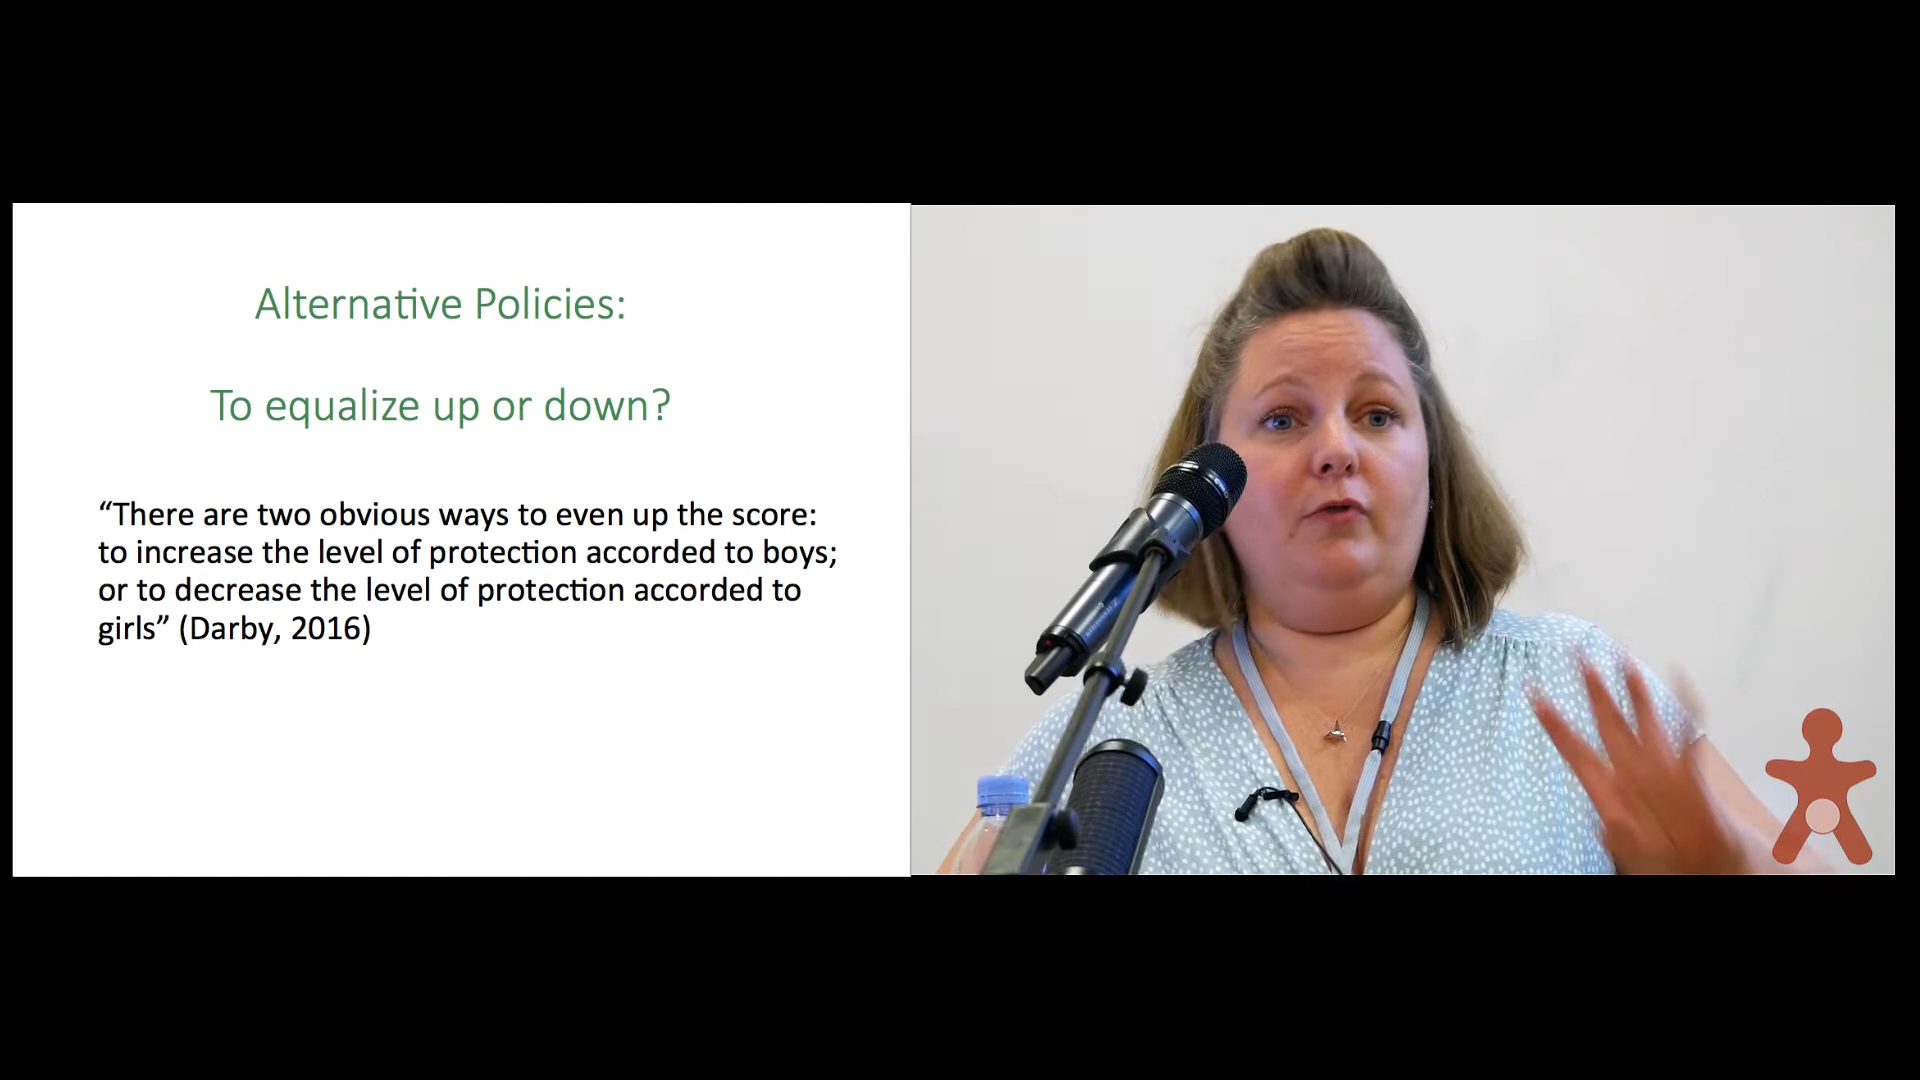 Alternative Policies:
To equalize up or down?
“There are two obvious ways to even up the score:
to increase the level of protection accorded to boys;
or to decrease the level of protection accorded to
girls” (Darby, 2016)